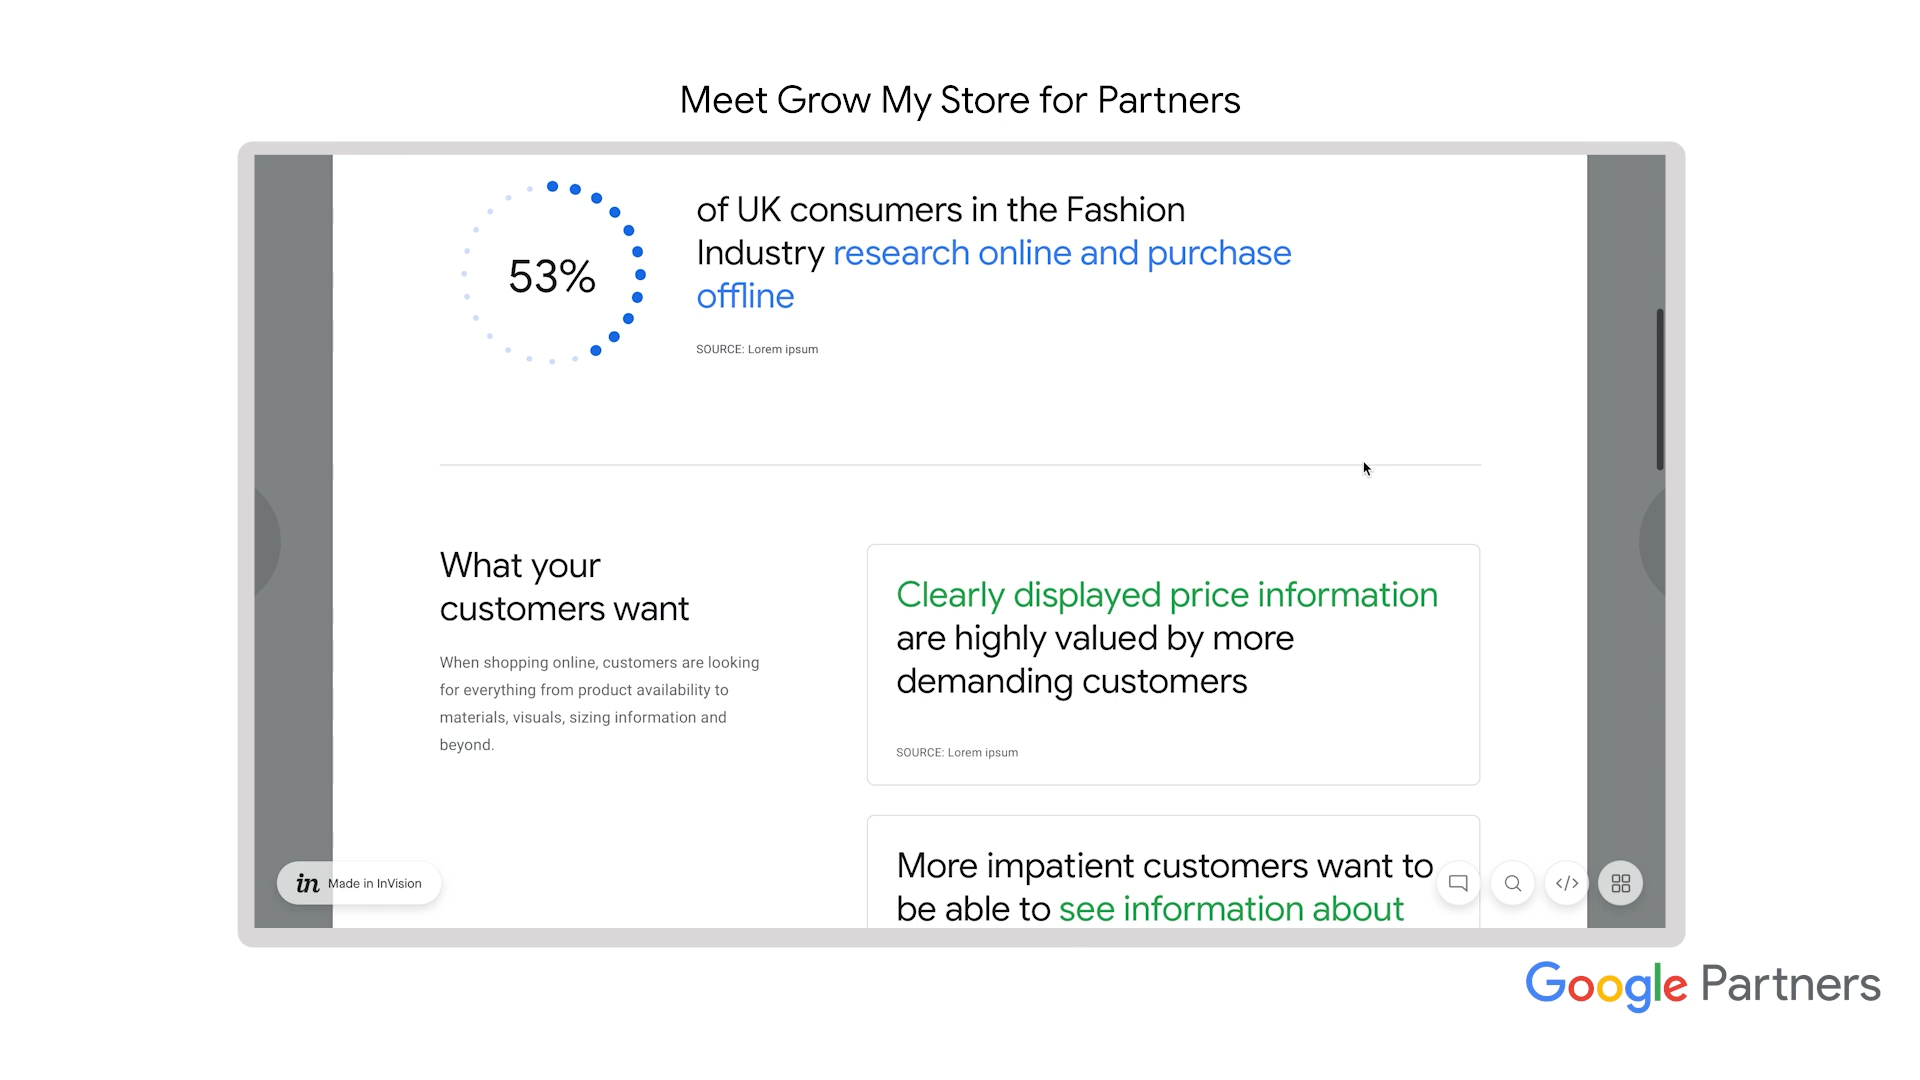 Meet Grow My Store for Partners
53%
of UK consumers in the Fashion
Industry research online and purchase
offline
SOURCE: Lorem ipsum
What your
customers want
When shopping online, customers are looking
for everything from product availability to
materials, visuals, sizing information and
beyond.
Clearly displayed price information
are highly valued by more
demanding customers
SOURCE: Lorem ipsum
More impatient customers want to
be able to see information about
in Made in InVision
Google Partners